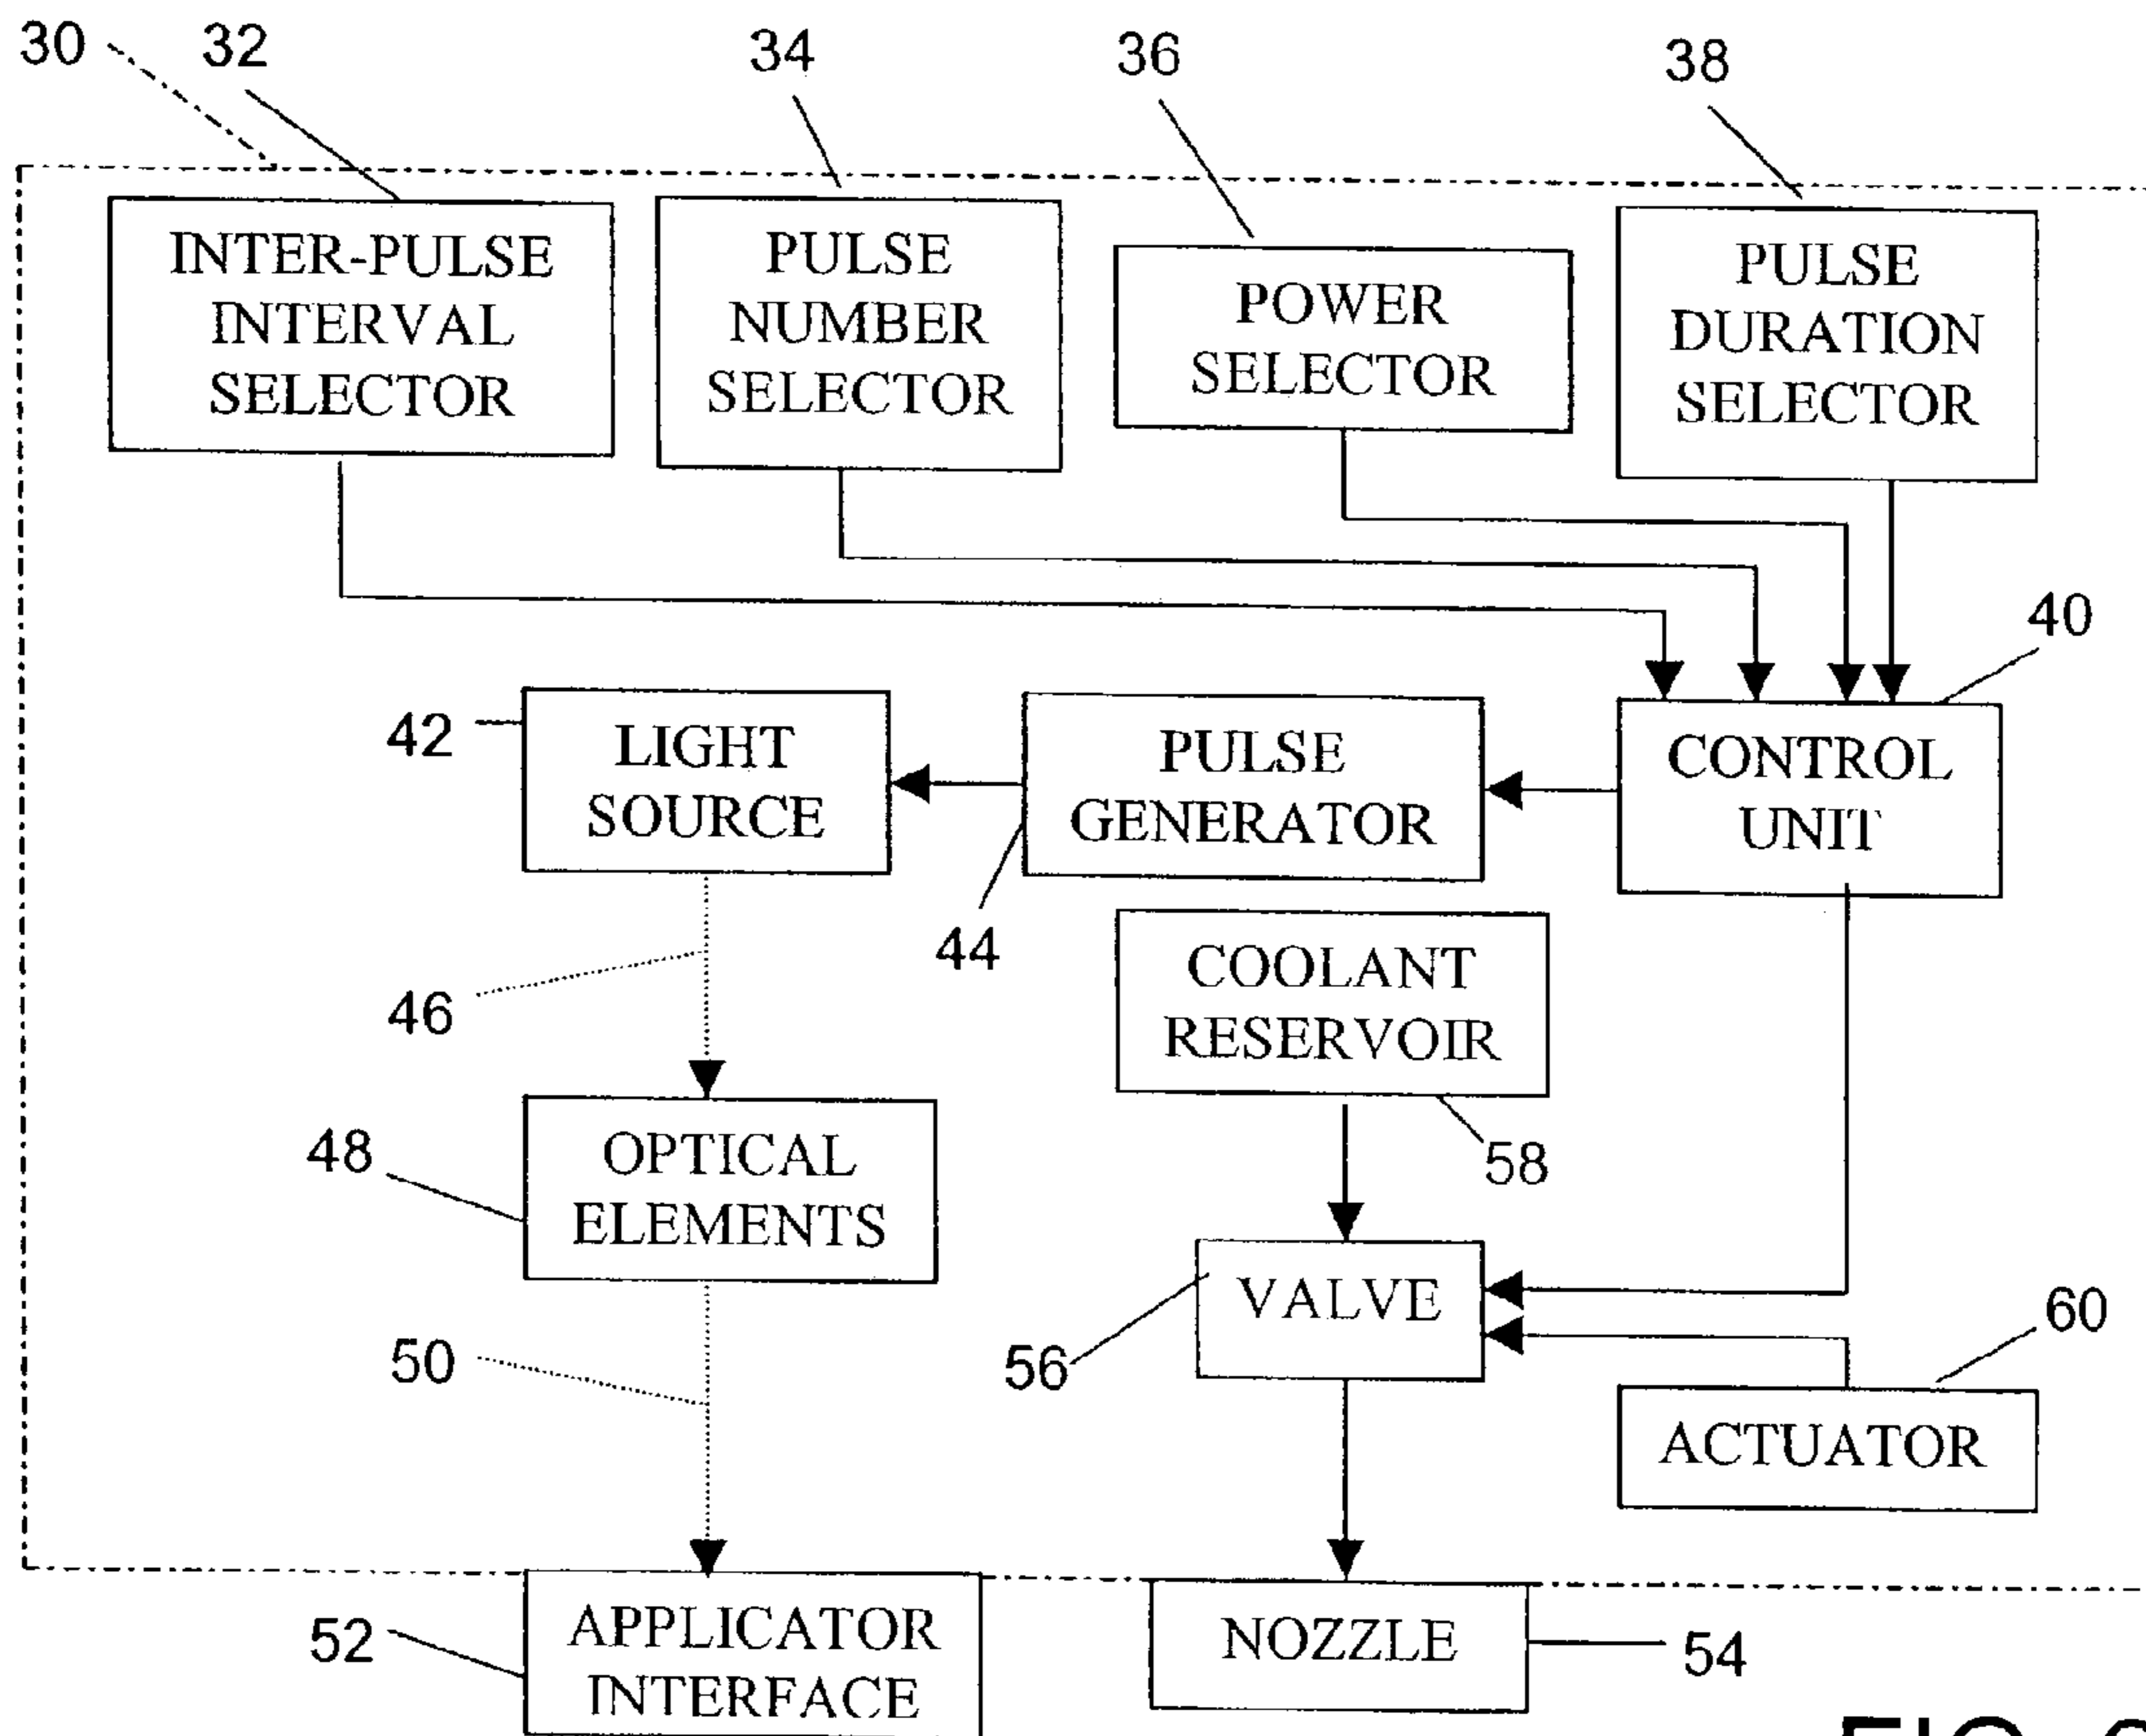 30
32
34
36
38
INTER-PULSE
INTERVAL
SELECTOR
PULSE
NUMBER
SELECTOR
POWER
SELECTOR
PULSE
DURATION
SELECTOR
40
42
LIGHT
SOURCE
PULSE
GENERATOR
CONTROL
UNIT
44
46
COOLANT
RESERVOIR
48
OPTICAL
ELEMENTS
58
50
56
VALVE
60
ACTUATOR
52
APPLICATOR
INTERFACE
NOZZLE
54
FIG